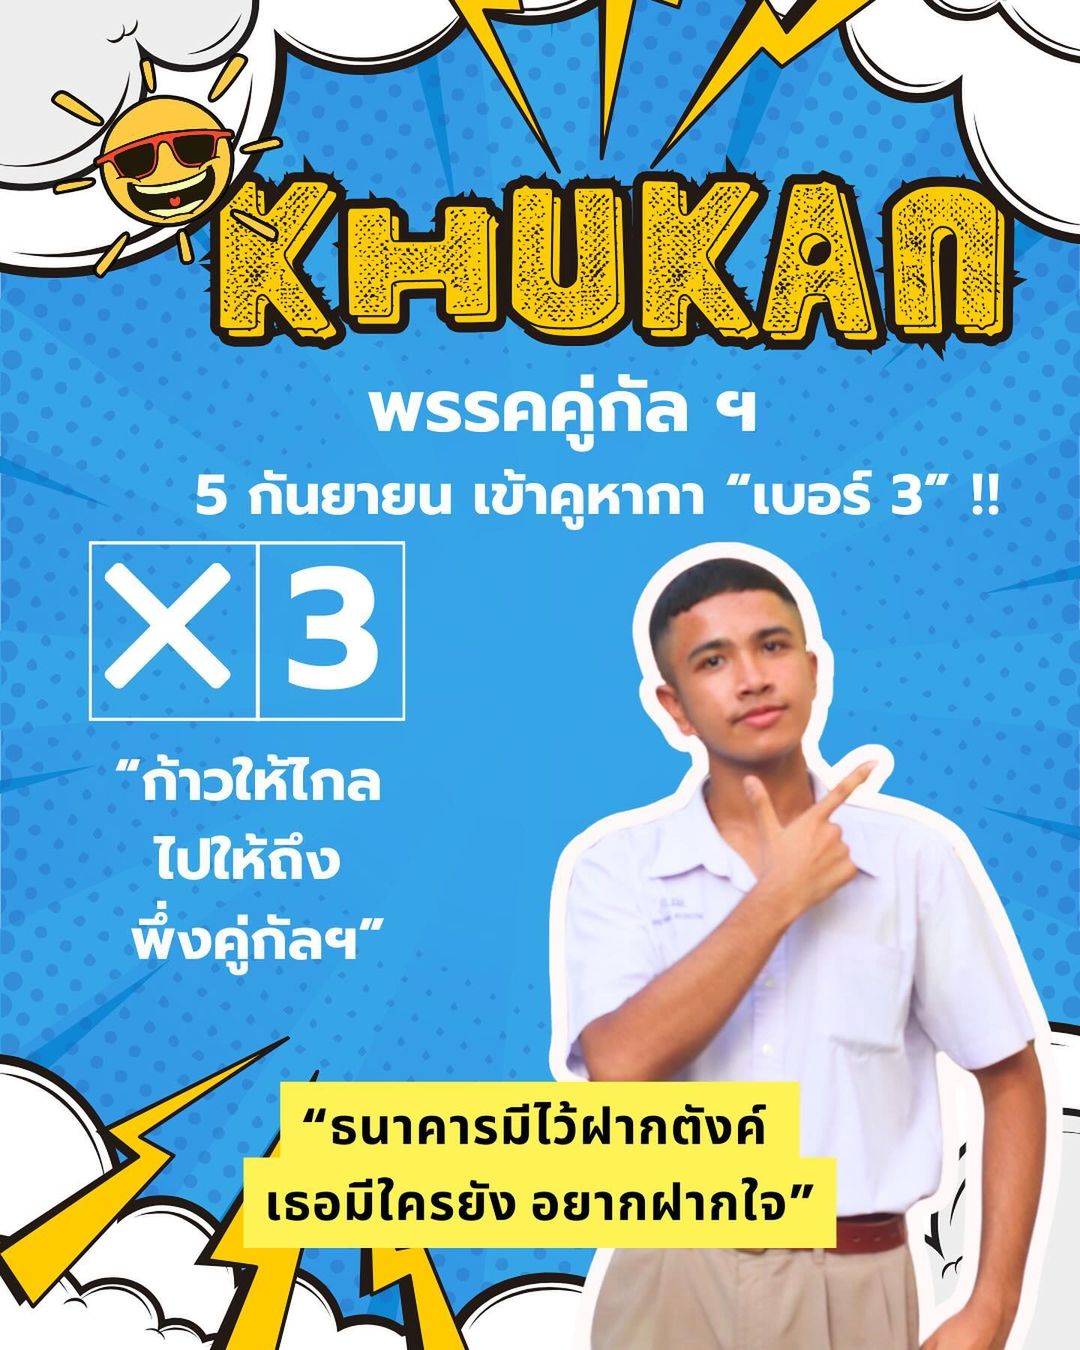 KHUKAN
พรรคคู่กัล ฯ
5 กันยายน เข้าคูหากา “เบอร์ 3” !!
X 3
“ก้าวให้ไกล
ไปให้ถึง
พึ่งคู่กัลฯ”
“ธนาคารมีไว้ฝากตังค์
เธอมีใครยัง อยากฝากใจ”